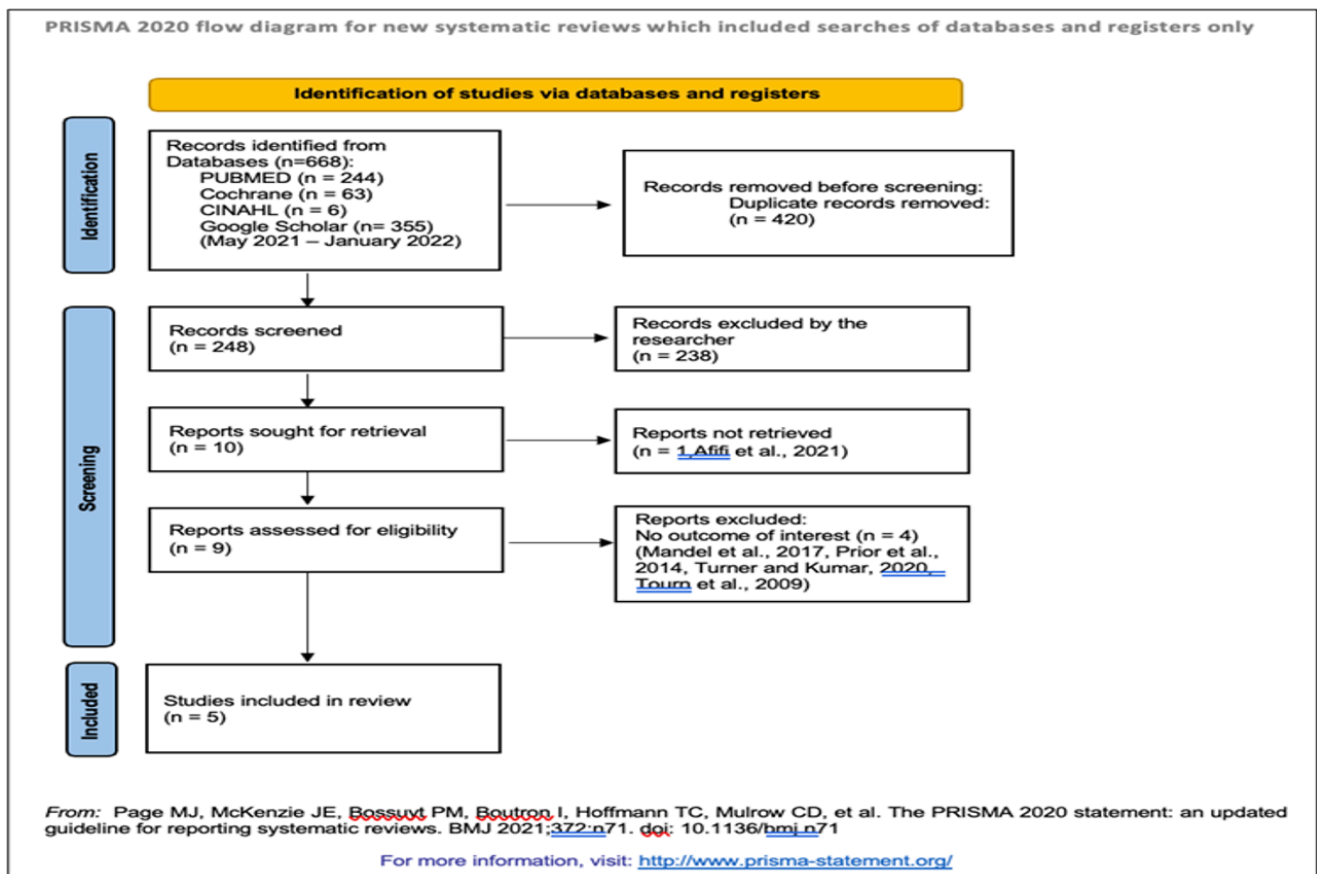 PRISMA 2020 flow diagram for new systematic reviews which included searches of databases and registers only
Identification of studies via databases and registers
Identification
Records identified from
Databases (n=668):
PUBMED (n = 244)
Cochrane (n = 63)
CINAHL (n = 6)
Google Scholar (n= 355)
(May 2021 – January 2022)
Records removed before screening:
Duplicate records removed:
(n = 420)
Screening
Records screened
(n = 248)
Records excluded by the
researcher
(n = 238)
Reports sought for retrieval
(n = 10)
Reports not retrieved
(n = 1,Afifi et al., 2021)
Reports assessed for eligibility
(n = 9)
Reports excluded:
No outcome of interest (n = 4)
(Mandel et al., 2017, Prior et al.,
2014, Turner and Kumar, 2020,
Tourn et al., 2009)
Included
Studies included in review
(n = 5)
From: Page MJ, McKenzie JE, Bossuyt PM, Boutron I, Hoffmann TC, Mulrow CD, et al. The PRISMA 2020 statement: an updated
guideline for reporting systematic reviews. BMJ 2021;372:n71. doi: 10.1136/bmj.n71
For more information, visit: http://www.prisma-statement.org/